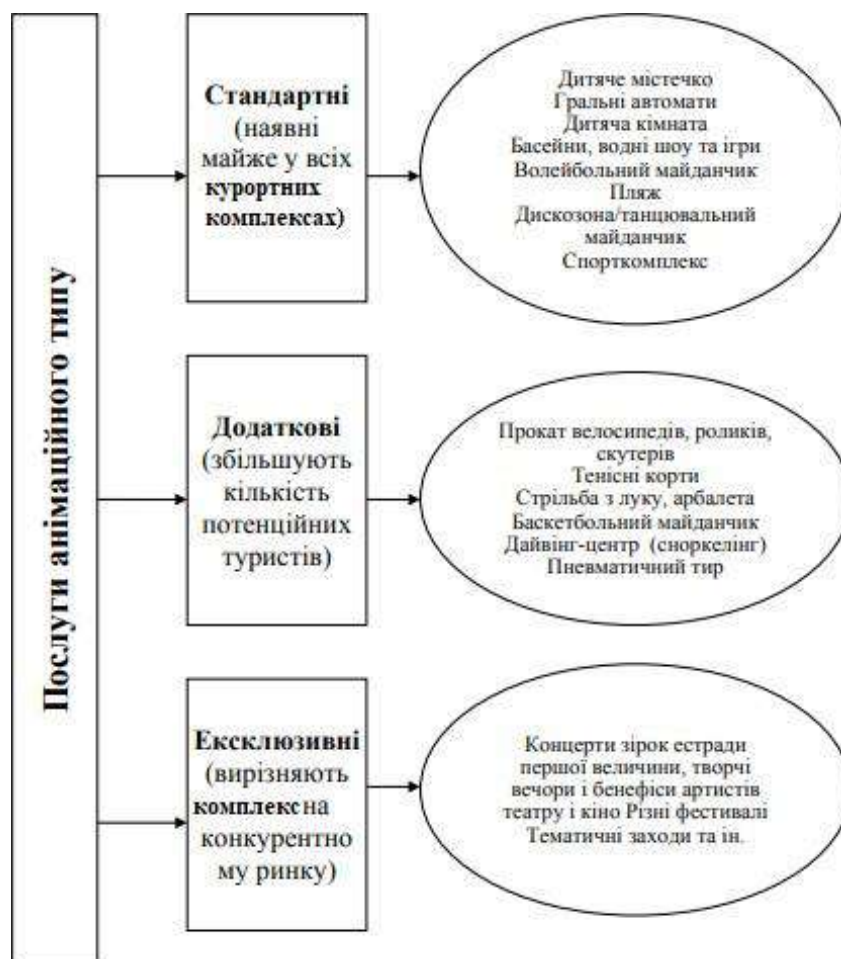 Послуги анімаційного типу
Стандартні
(наявні
майже у всіх
курортних
комплексах)
Дитяче містечко
Гральні автомати
Дитяча кімната
Басейни, водні шоу та ігри
Волейбольний майданчик
Пляж
Дискозона/танцювальний
майданчик
Спорткомплекс
Додаткові
(збільшують
кількість
потенційних
туристів)
Прокат велосипедів, роликів,
скутерів
Тенісні корти
Стрільба з луку, арбалета
Баскетбольний майданчик
Дайвінг-центр (сноркелінг)
Пневматичний тир
Ексклюзивні
(вирізняють
комплекс на
конкурентно
му ринку)
Концерти зірок естради
першої величини, творчі
вечори і бенефіси артистів
театру і кіно Різні фестивалі
Тематичні заходи та ін.